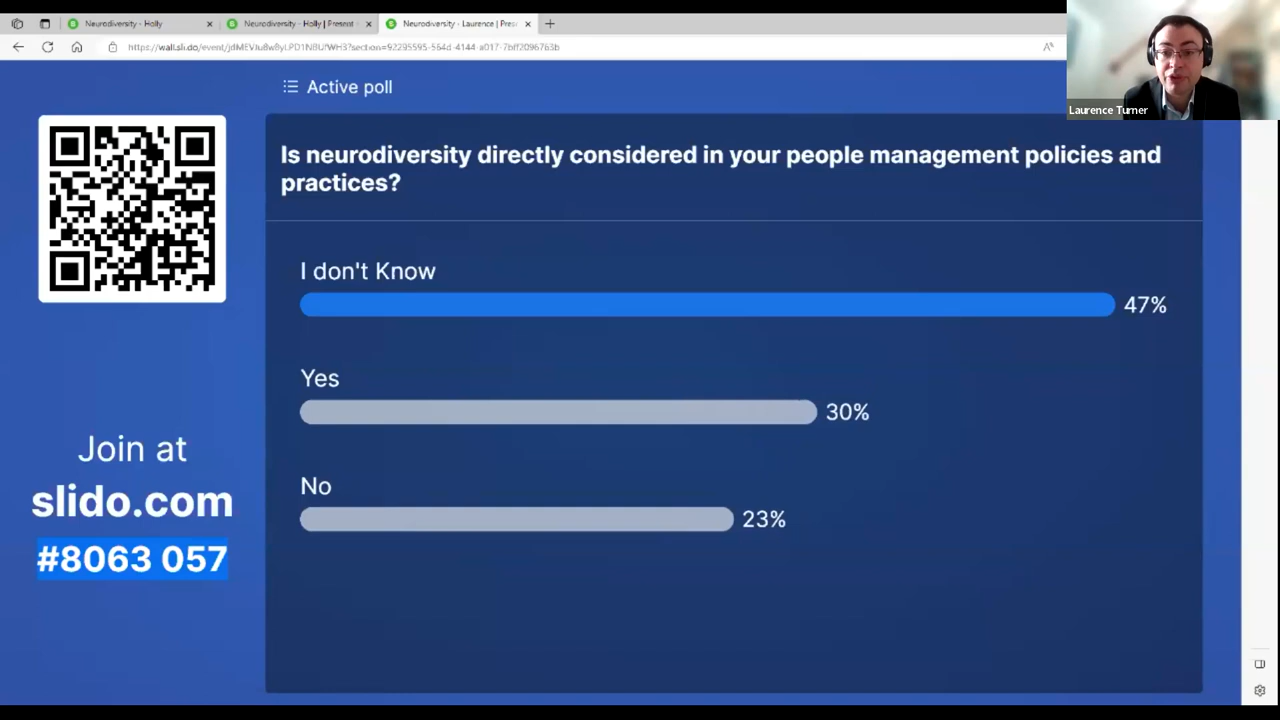 Neurodiversity - Holly
Neurodiversity - Holly | Present
Neurodiversity - Laurence | Pres
Laurence Turner
Active poll
Is neurodiversity directly considered in your people management policies and
practices?
I don't Know
47%
Yes
30%
No
23%
Join at
slido.com
#8063 057